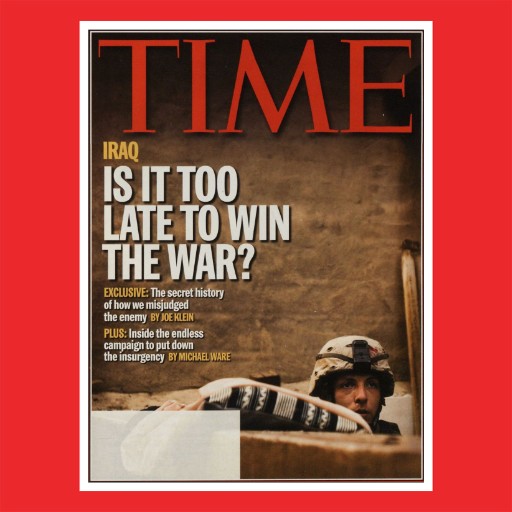 TIME
IRAQ
IS IT TOO
LATE TO WIN
THE WAR?
EXCLUSIVE: The secret history
of how we misjudged
the enemy BY JOE KLEIN
PLUS: Inside the endless
campaign to put down
the insurgency BY MICHAEL WARE